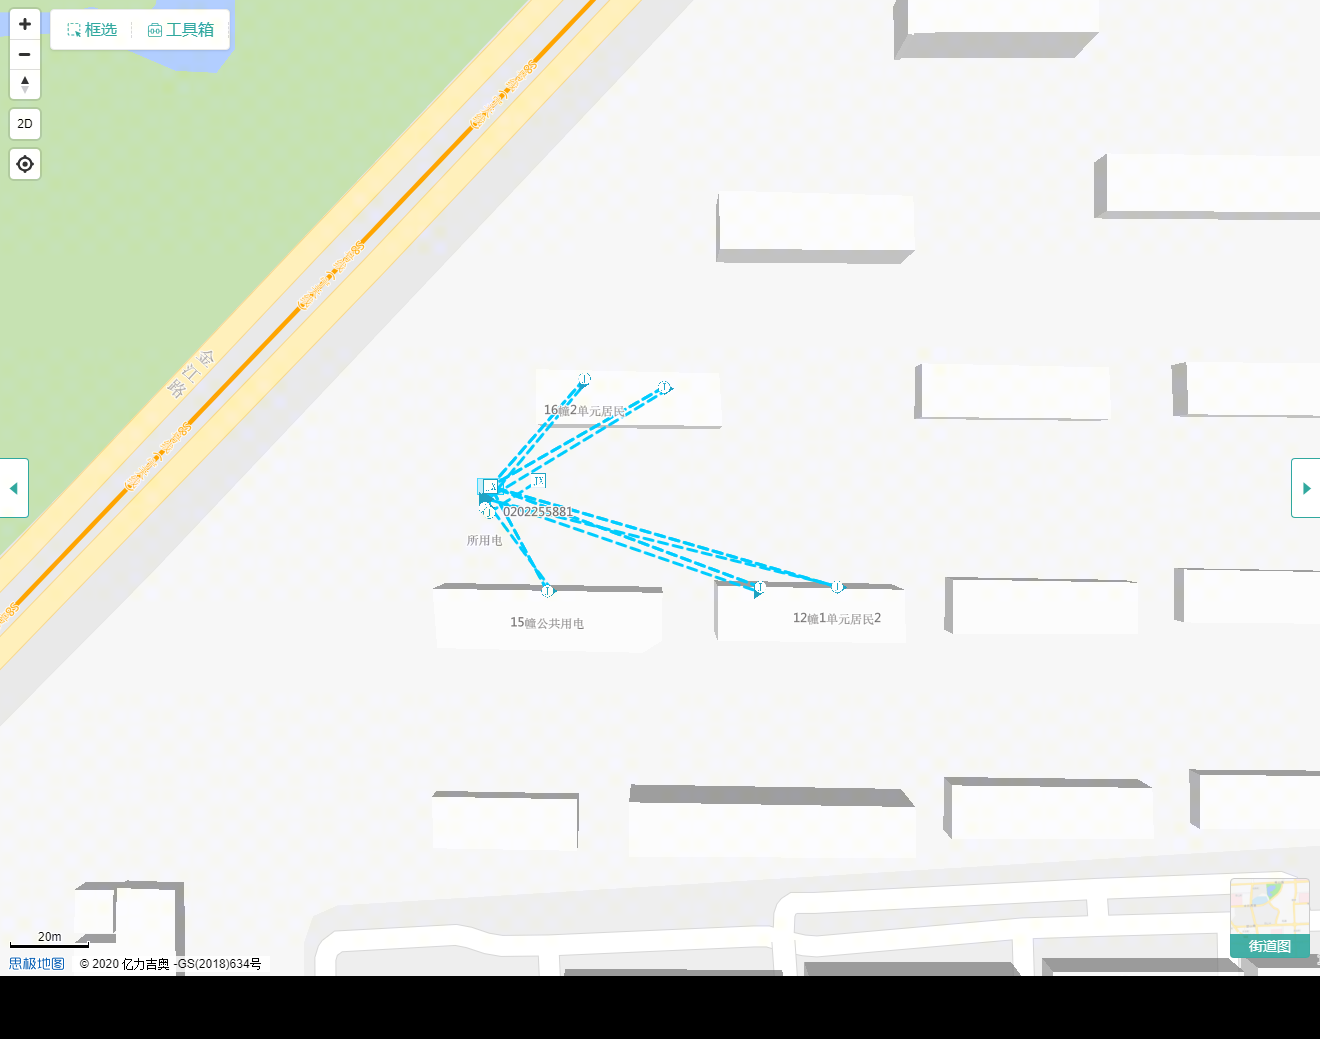 +
框选
工具箱
−
2D
金江路
16幢2单元居民
JX
0202255881
所用电
15幢公共用电
12幢1单元居民2
20m
思极地图
© 2020 亿力吉奥 -GS(2018)634号
街道图